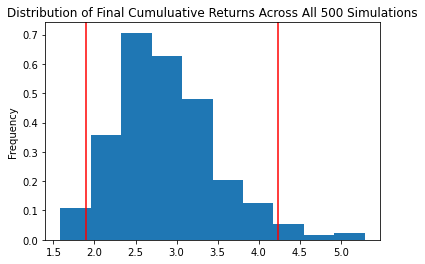 Distribution of Final Cumuluative Returns Across All 500 Simulations
Frequency
0.7
0.6
0.5
0.4
0.3
0.2
0.1
0.0
1.5 2.0 2.5 3.0 3.5 4.0 4.5 5.0